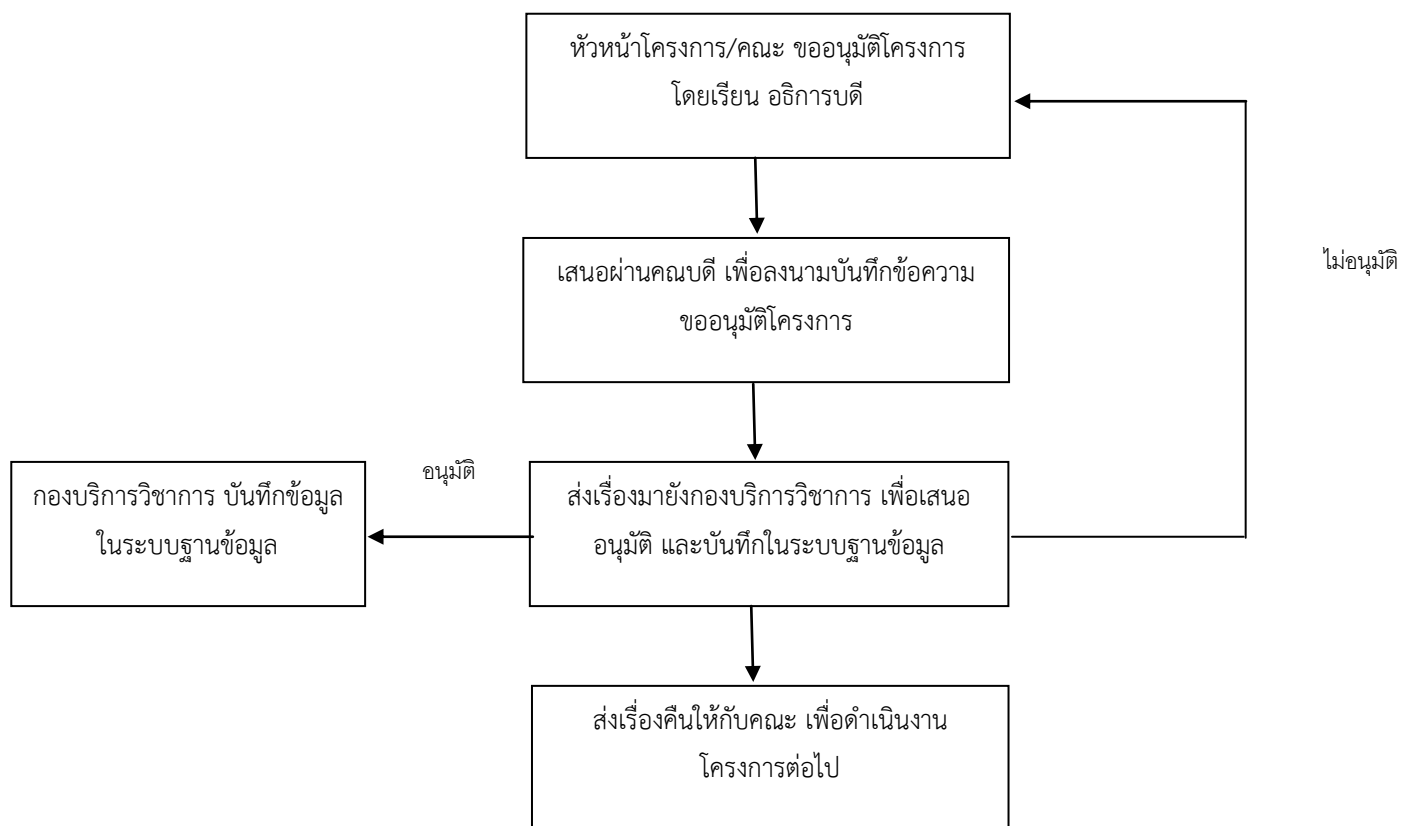 หัวหน้าโครงการ/คณะ ขออนุมัติโครงการ
โดยเรียน อธิการบดี
เสนอผ่านคณบดี เพื่อลงนามบันทึกข้อความ
ขออนุมัติโครงการ
ไม่อนุมัติ
อนุมัติ
กองบริการวิชาการ บันทึกข้อมูล
ในระบบฐานข้อมูล
ส่งเรื่องมายังกองบริการวิชาการ เพื่อเสนอ
อนุมัติ และบันทึกในระบบฐานข้อมูล
ส่งเรื่องคืนให้กับคณะ เพื่อดำเนินงาน
โครงการต่อไป